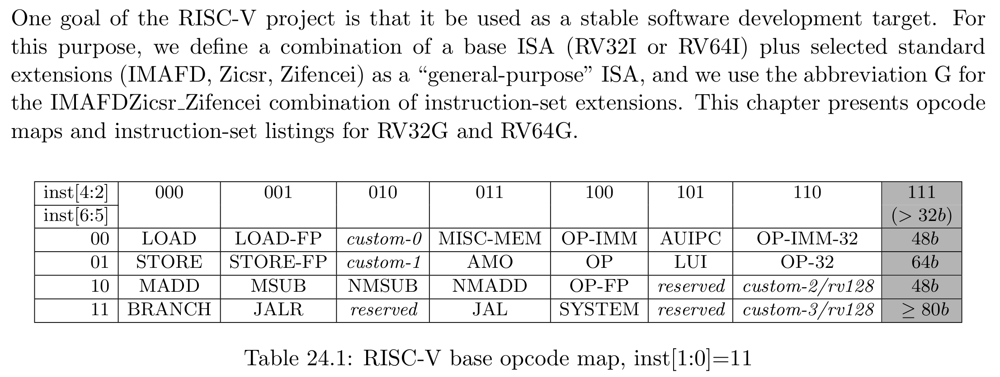 One goal of the RISC-V project is that it be used as a stable software development target. For
this purpose, we define a combination of a base ISA (RV32I or RV64I) plus selected standard
extensions (IMAFD, Zicsr, Zifencei) as a “general-purpose” ISA, and we use the abbreviation G for
the IMAFDZicsr_Zifencei combination of instruction-set extensions. This chapter presents opcode
maps and instruction-set listings for RV32G and RV64G.
inst[4:2] 000 001 010 011 100 101 110 111
inst[6:5] (> 32b)
00 LOAD LOAD-FP custom-0 MISC-MEM OP-IMM AUIPC OP-IMM-32 48b
01 STORE STORE-FP custom-1 AMO OP LUI OP-32 64b
10 MADD MSUB NMSUB NMADD OP-FP reserved custom-2/rv128 48b
11 BRANCH JALR reserved JAL SYSTEM reserved custom-3/rv128 ≥ 80b
Table 24.1: RISC-V base opcode map, inst[1:0]=11